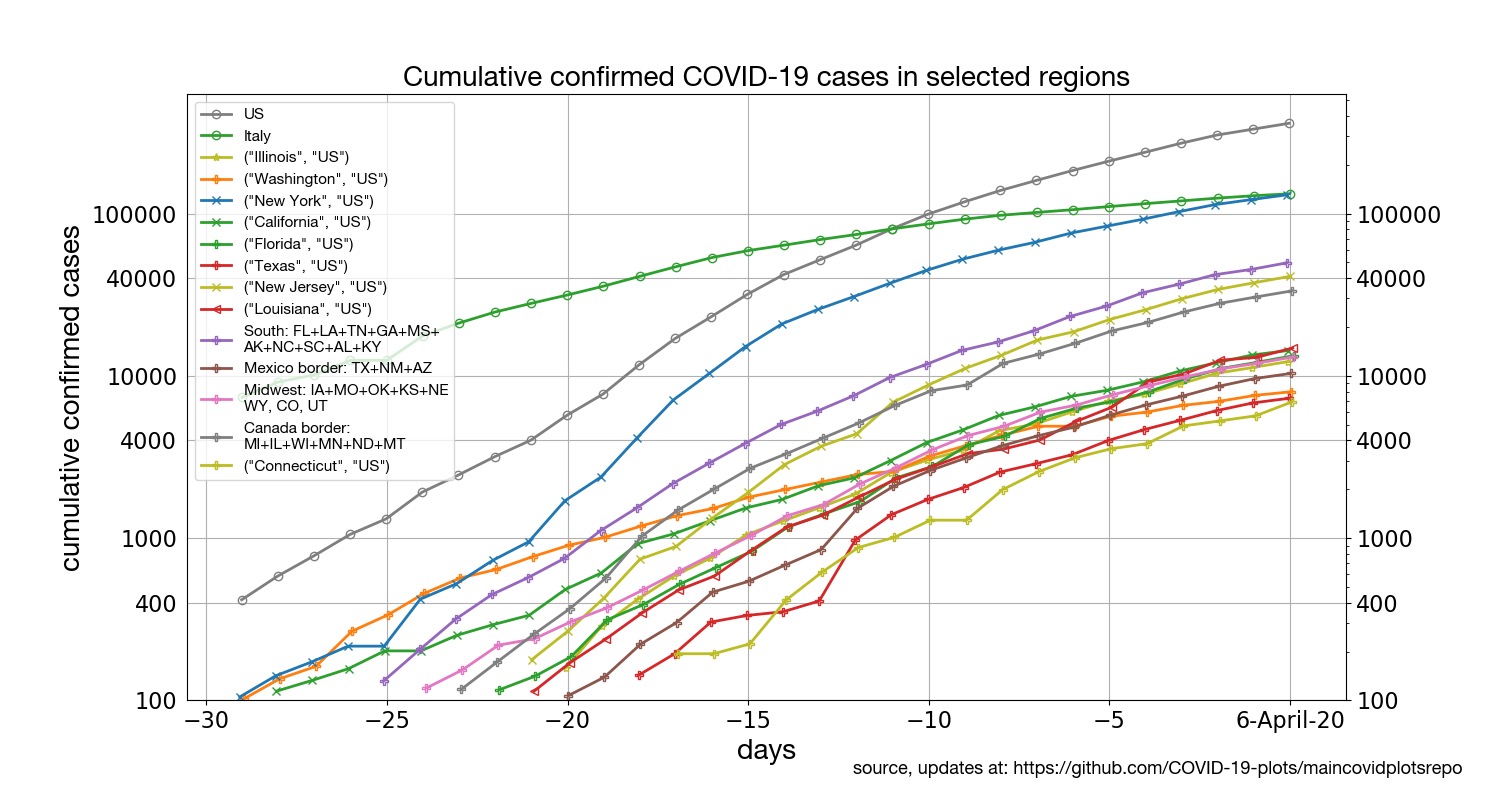 Cumulative confirmed COVID-19 cases in selected regions
US
Italy
("Illinois", "US")
("Washington", "US")
("New York", "US")
("California", "US")
("Florida", "US")
("Texas", "US")
("New Jersey", "US")
("Louisiana", "US")
South: FL+LA+TN+GA+MS+
AK+NC+SC+AL+KY
Mexico border: TX+NM+AZ
Midwest: IA+MO+OK+KS+NE
WY, CO, UT
Canada border:
MI+IL+WI+MN+ND+MT
("Connecticut", "US")
cumulative confirmed cases
100000
40000
10000
4000
1000
400
100
100000
40000
10000
4000
1000
400
100
−30
−25
−20
−15
−10
−5
6-April-20
days
source, updates at: https://github.com/COVID-19-plots/maincovidplotsrepo